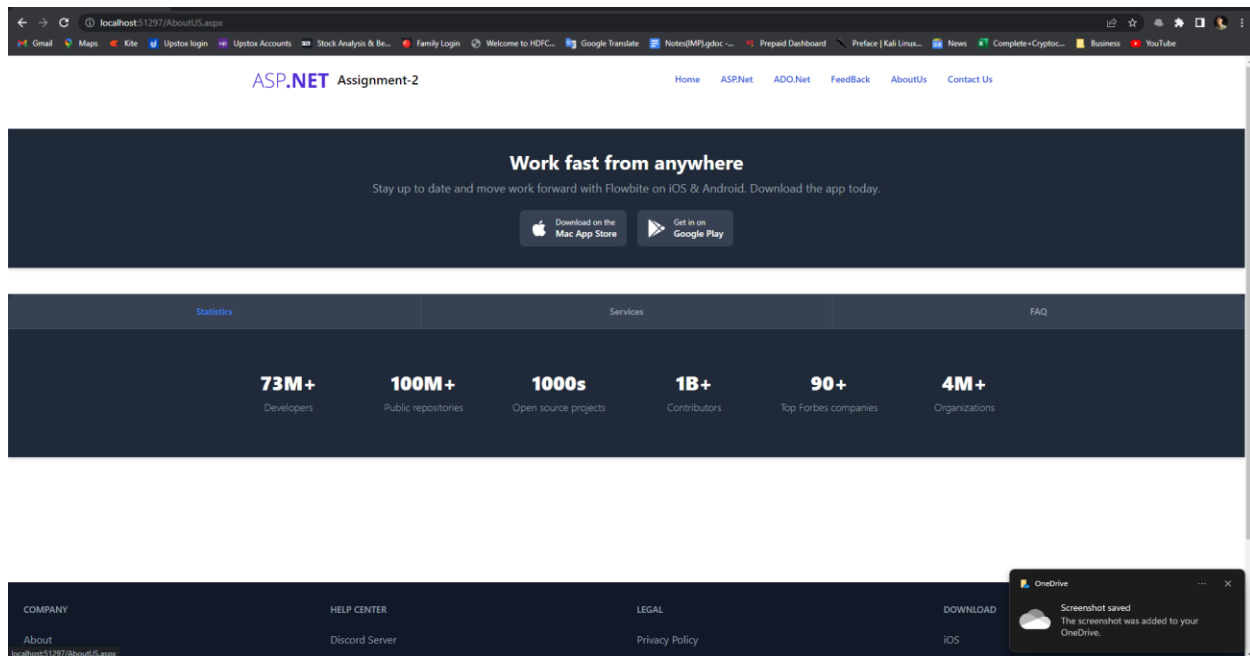 localhost:51297/AboutUS.aspx
Gmail Maps Kite Upstox login Upstox Accounts Stock Analysis & Be... Family Login Welcome to HDFC... Google Translate Notes(IMP).gdoc -... Prepaid Dashboard Preface | Kali Linux... News Complete+Cryptoc... Business YouTube
ASP.NET Assignment-2 Home ASP.Net ADO.Net FeedBack AboutUs Contact Us
Work fast from anywhere
Stay up to date and move work forward with Flowbite on iOS & Android. Download the app today.
Download on the
Mac App Store
Get in on
Google Play
Statistics Services FAQ
73M+ 100M+ 1000s 1B+ 90+ 4M+
Developers Public repositories Open source projects Contributors Top Forbes companies Organizations
COMPANY HELP CENTER LEGAL DOWNLOAD
About Discord Server Privacy Policy iOS
localhost:51297/AboutUS.aspx
OneDrive
Screenshot saved
The screenshot was added to your
OneDrive.